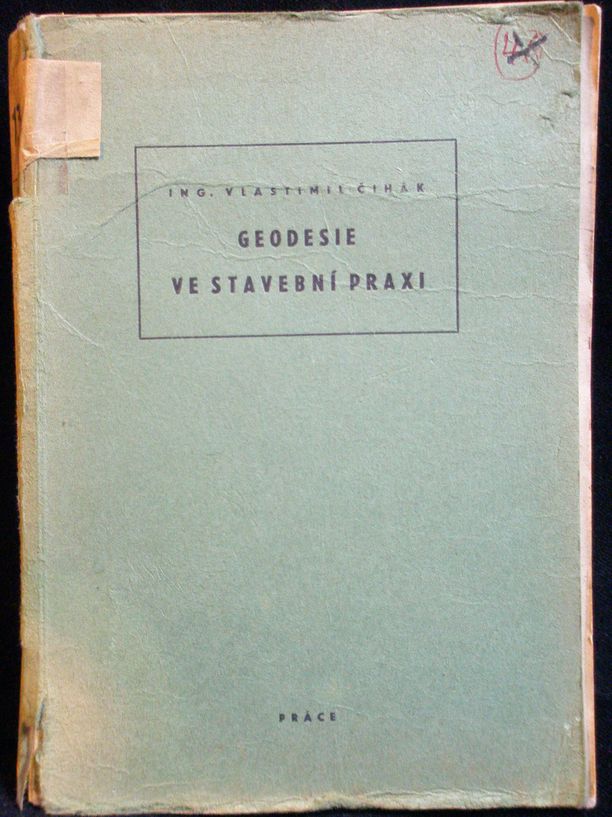 ING. VLASTIMIL ČIHÁK
GEODESIE
VE STAVEBNÍ PRAXI
PRÁCE